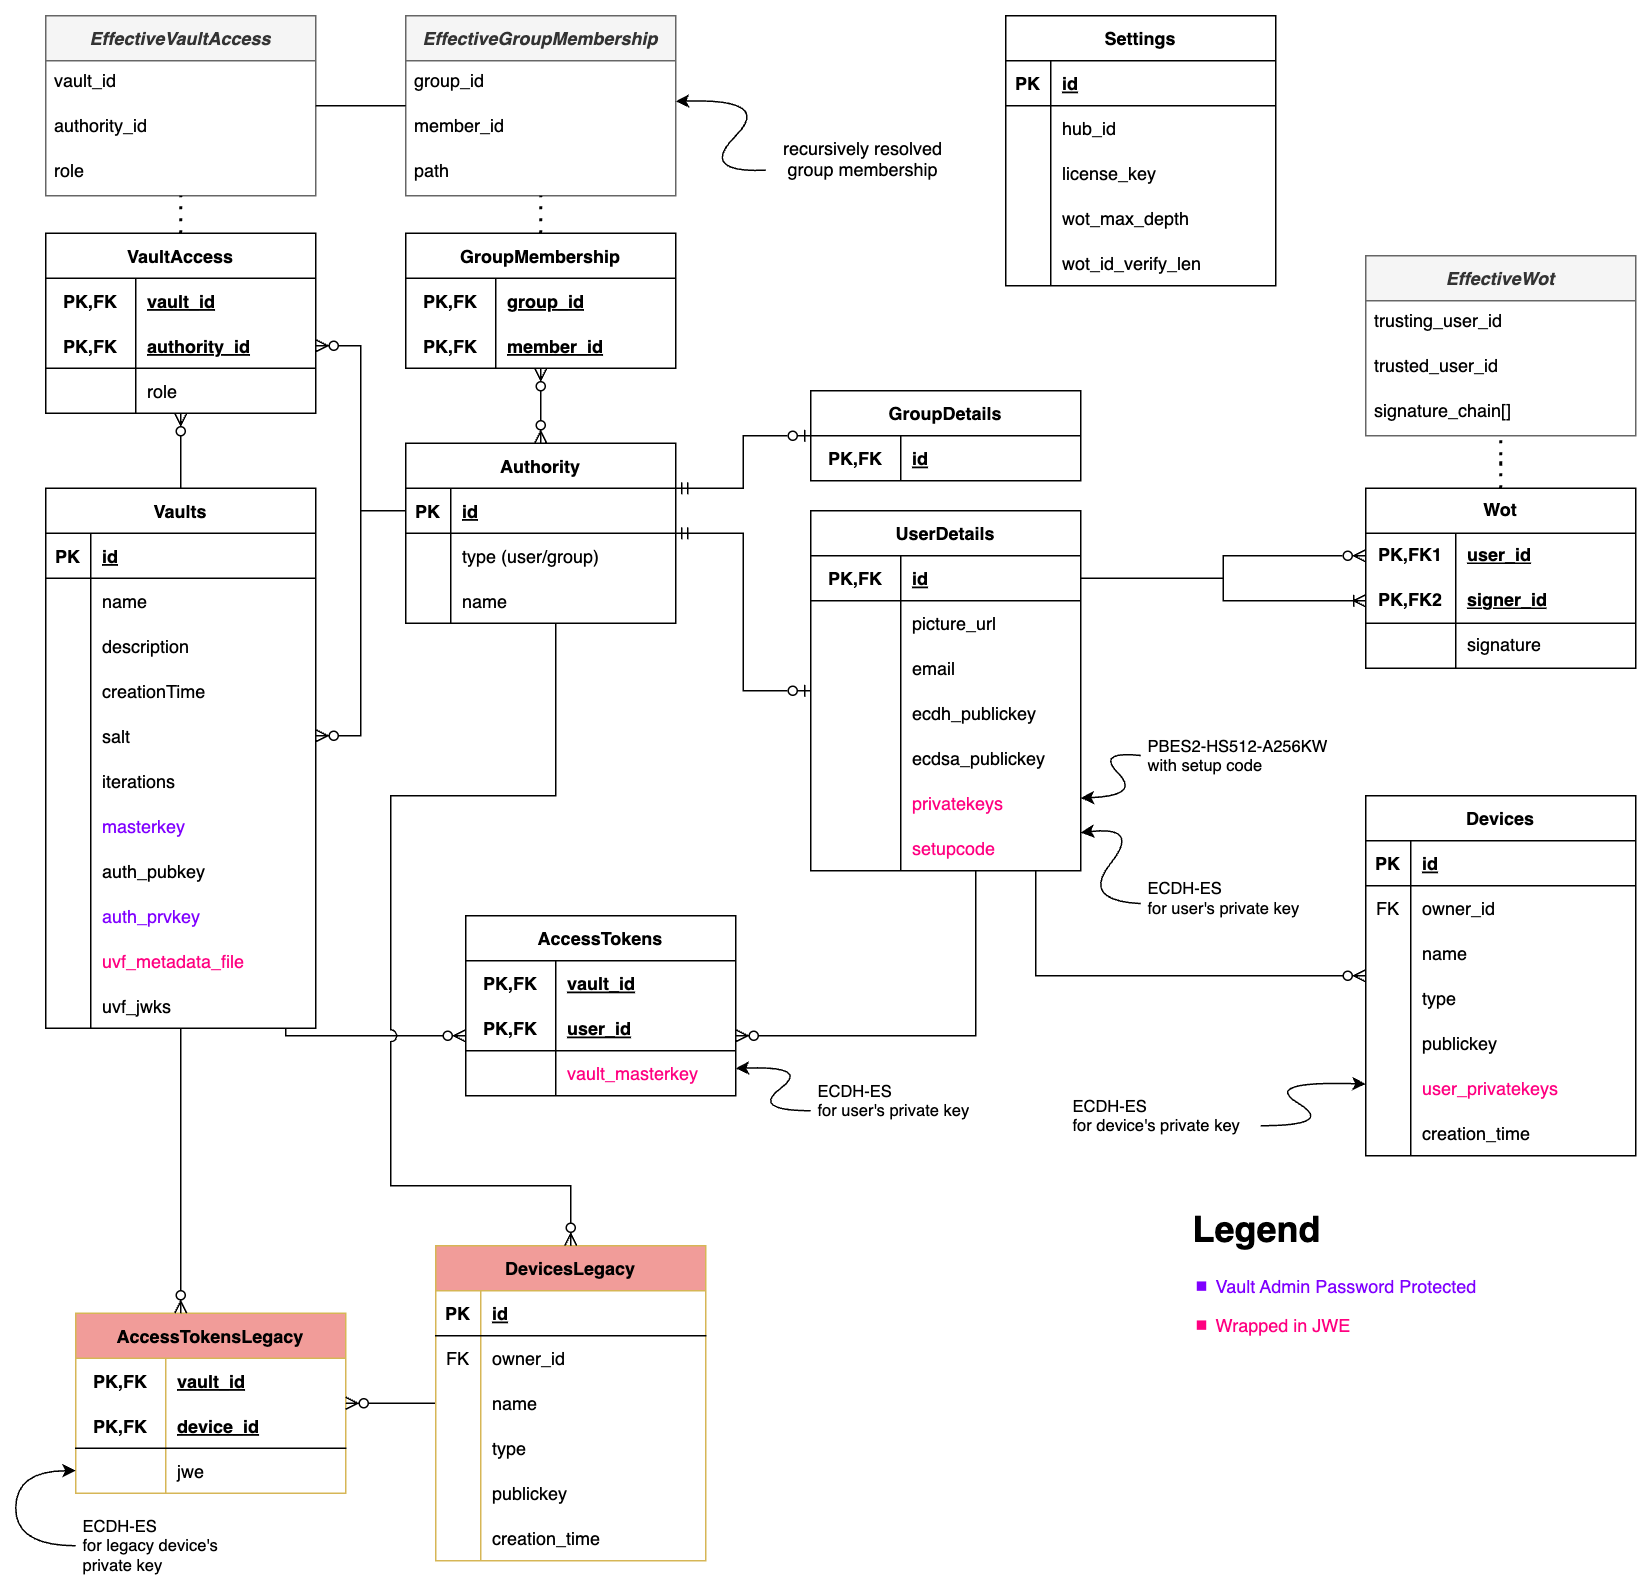 EffectiveVaultAccess
vault_id
authority_id
role
EffectiveGroupMembership
group_id
member_id
path
recursively resolved
group membership
Settings
PK id
hub_id
license_key
wot_max_depth
wot_id_verify_len
VaultAccess
PK,FK vault_id
PK,FK authority_id
role
GroupMembership
PK,FK group_id
PK,FK member_id
EffectiveWot
trusting_user_id
trusted_user_id
signature_chain[]
GroupDetails
PK,FK id
Authority
PK id
type (user/group)
name
Vaults
PK id
name
description
creationTime
salt
iterations
masterkey
auth_pubkey
auth_prvkey
uvf_metadata_file
uvf_jwks
UserDetails
PK,FK id
picture_url
email
ecdh_publickey
ecdsa_publickey
privatekeys
setupcode
Wot
PK,FK1 user_id
PK,FK2 signer_id
signature
PBES2-HS512-A256KW
with setup code
ECDH-ES
for user's private key
Devices
PK id
FK owner_id
name
type
publickey
user_privatekeys
creation_time
AccessTokens
PK,FK vault_id
PK,FK user_id
vault_masterkey
ECDH-ES
for user's private key
ECDH-ES
for device's private key
DevicesLegacy
PK id
FK owner_id
name
type
publickey
creation_time
AccessTokensLegacy
PK,FK vault_id
PK,FK device_id
jwe
ECDH-ES
for legacy device's
private key
Legend
Vault Admin Password Protected
Wrapped in JWE